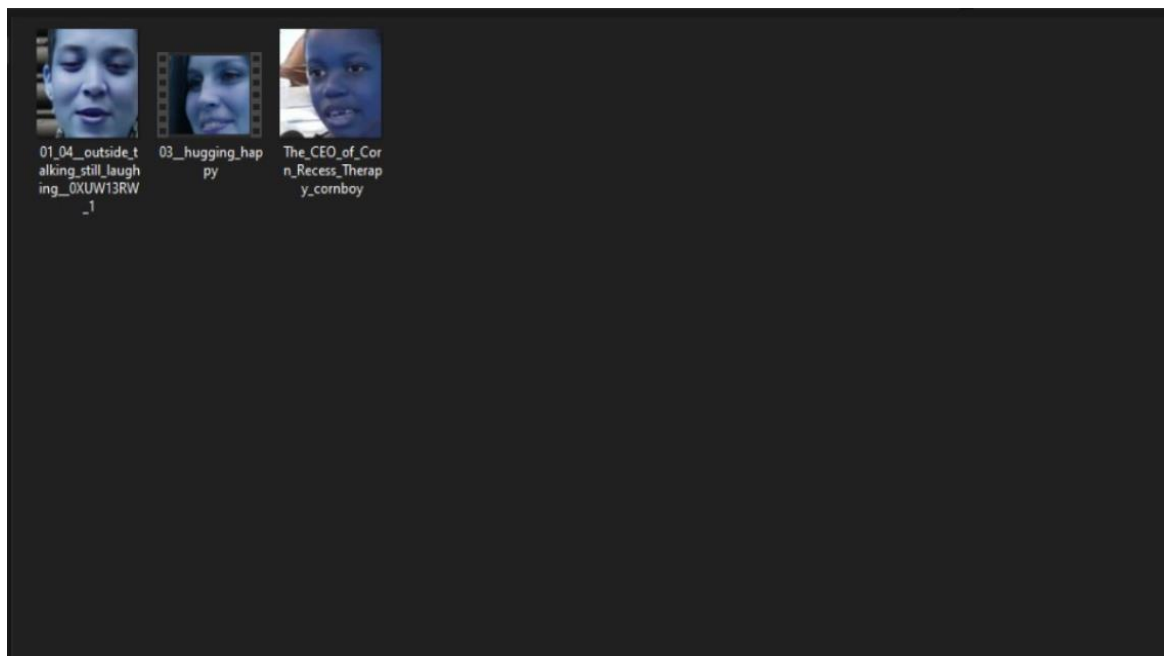 01_04__outside_t
alking_still_laugh
ing__0XUW13RW
_1
03__hugging_hap
py
The_CEO_of_Cor
n_Recess_Therap
y_cornboy